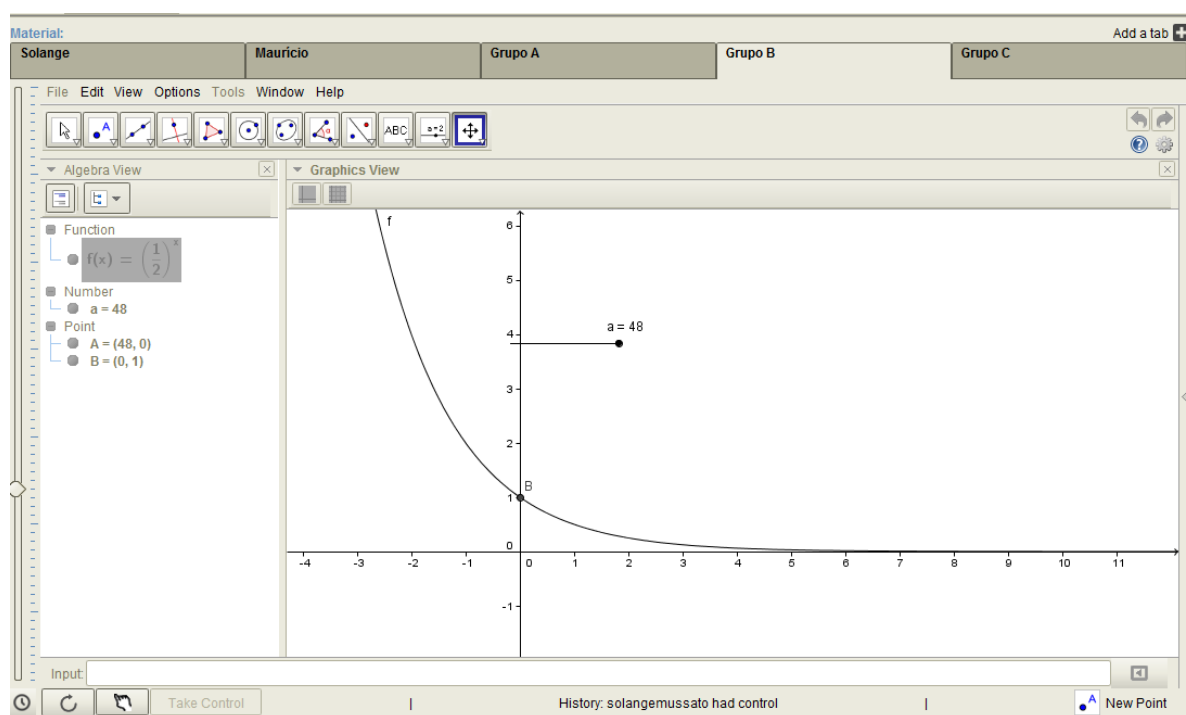 Material:
Add a tab
Solange
Maurício
Grupo A
Grupo B
Grupo C
File Edit View Options Tools Window Help
A
ABC
a=2
Algebra View
Graphics View
Function
f(x) = (1/2)^x
Number
a = 48
Point
A = (48, 0)
B = (0, 1)
f
6
5
4
a = 48
3
2
B
1
0
-4 -3 -2 -1 0 1 2 3 4 5 6 7 8 9 10 11
-1
Input:
Take Control | History: solangemussato had control | A New Point